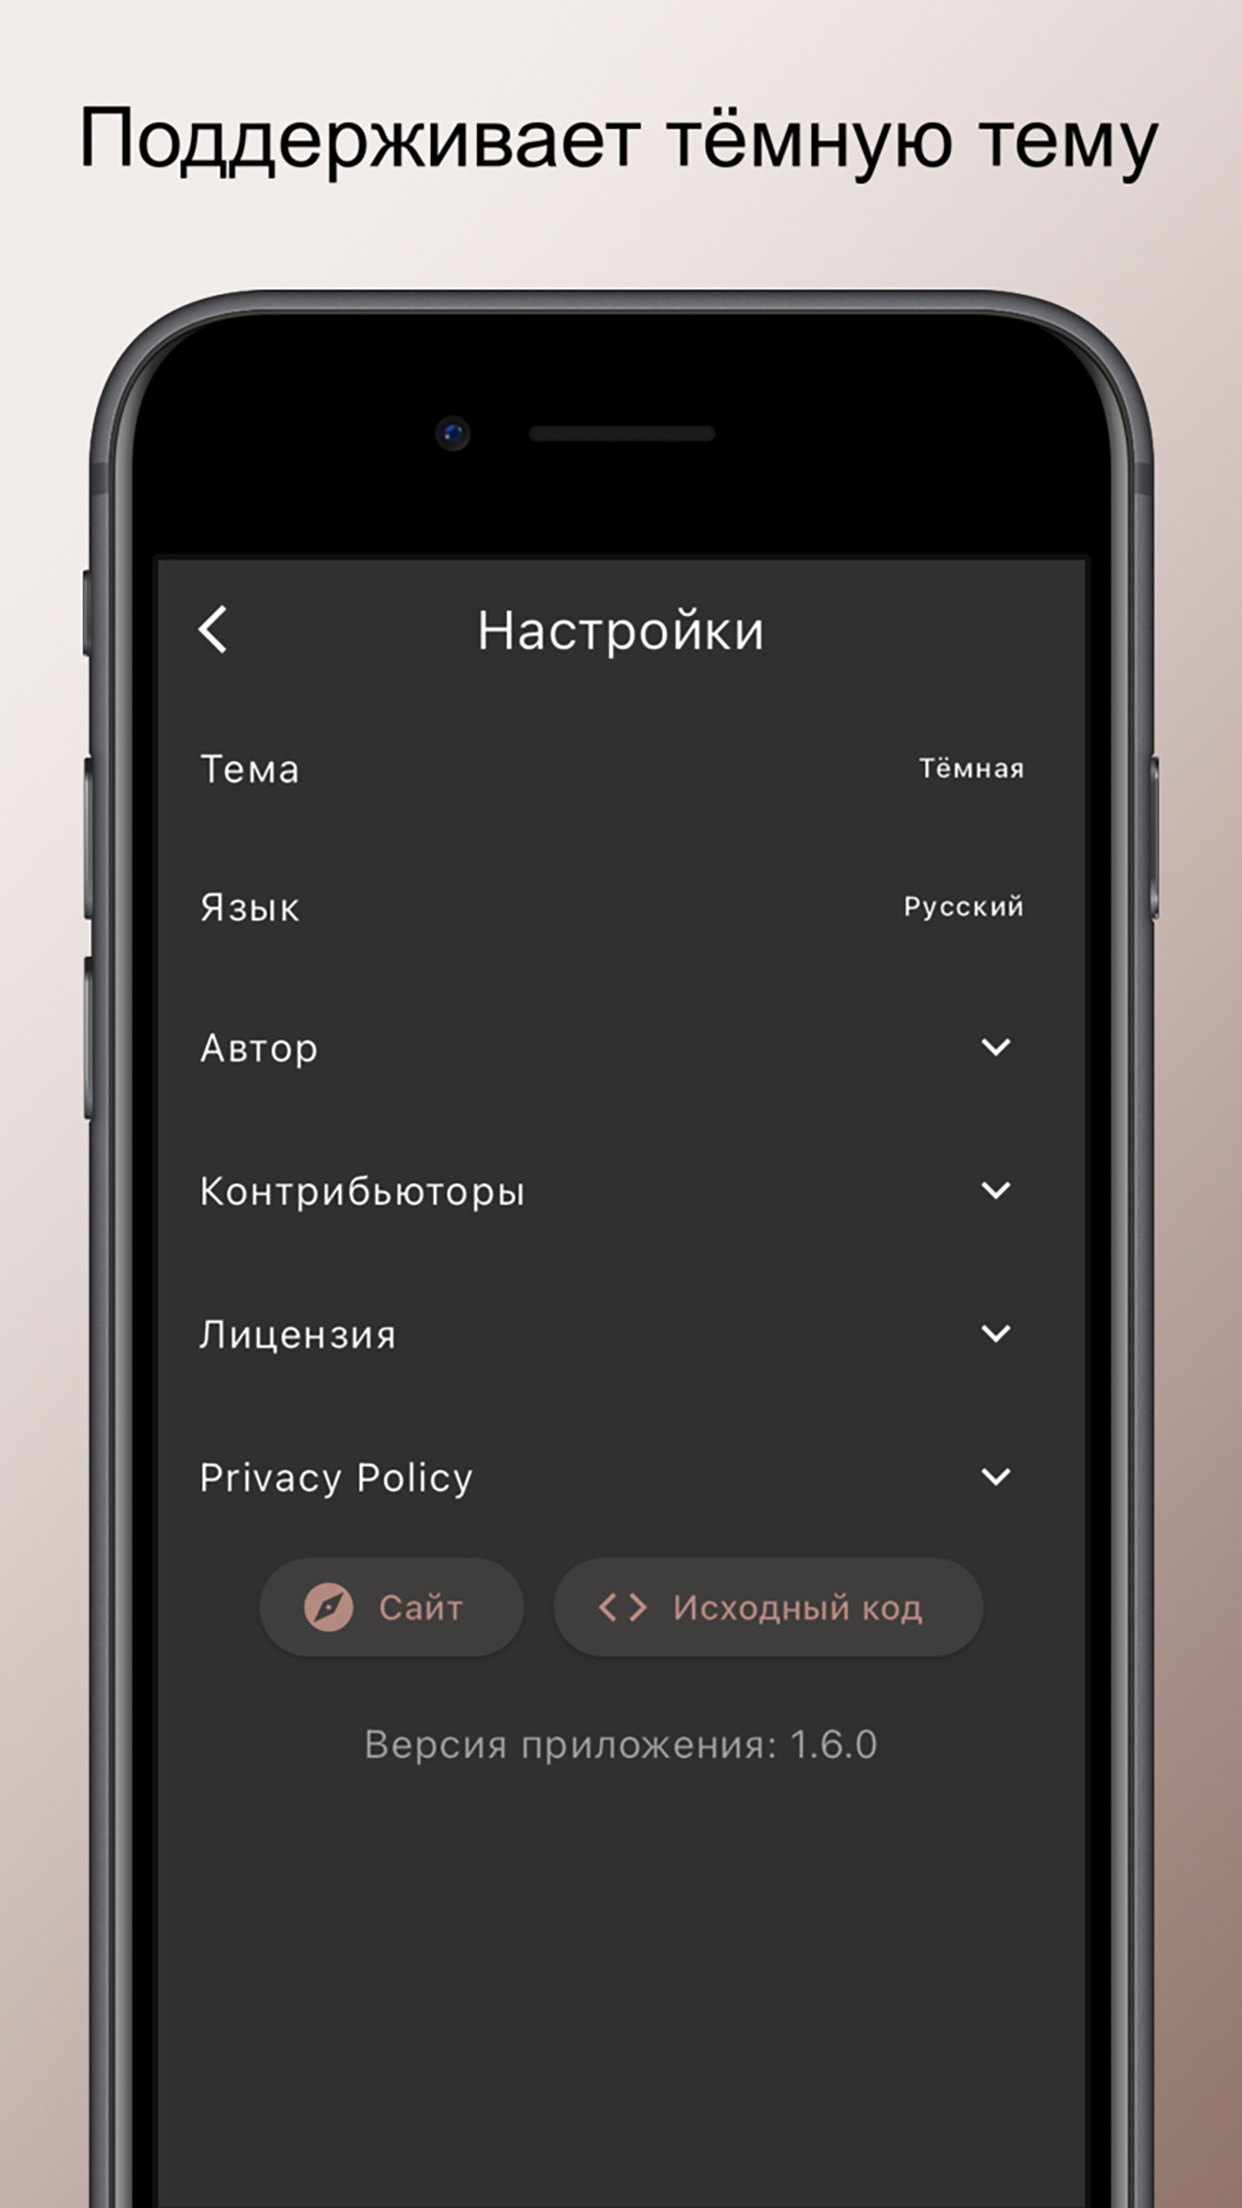 Поддерживает тёмную тему
Настройки
Тема Тёмная
Язык Русский
Автор
Контрибьюторы
Лицензия
Privacy Policy
Сайт Исходный код
Версия приложения: 1.6.0